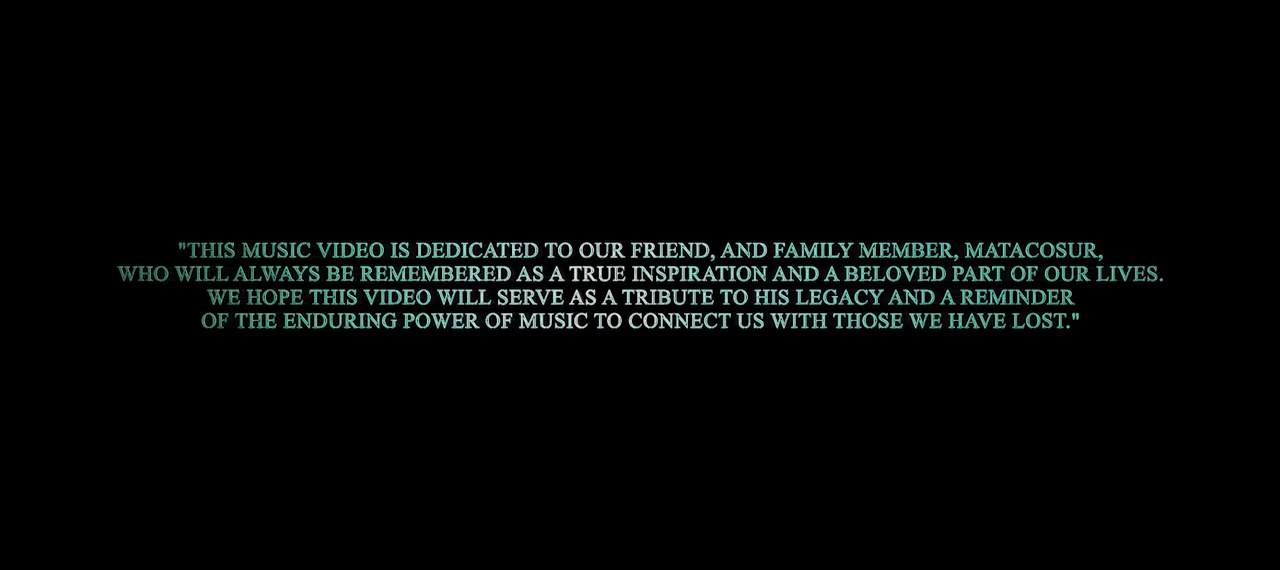 "THIS MUSIC VIDEO IS DEDICATED TO OUR FRIEND, AND FAMILY MEMBER, MATACOSUR,
WHO WILL ALWAYS BE REMEMBERED AS A TRUE INSPIRATION AND A BELOVED PART OF OUR LIVES.
WE HOPE THIS VIDEO WILL SERVE AS A TRIBUTE TO HIS LEGACY AND A REMINDER
OF THE ENDURING POWER OF MUSIC TO CONNECT US WITH THOSE WE HAVE LOST."